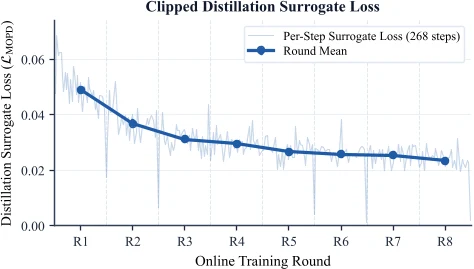 Clipped Distillation Surrogate Loss
Distillation Surrogate Loss (ℒMOPD)
0.06
0.04
0.02
0.00
Per-Step Surrogate Loss (268 steps)
Round Mean
R1 R2 R3 R4 R5 R6 R7 R8
Online Training Round